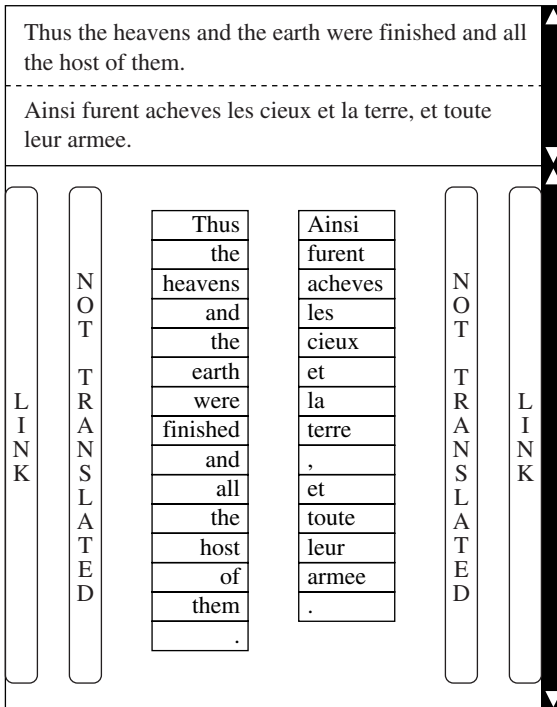 Thus the heavens and the earth were finished and all
the host of them.
Ainsi furent acheves les cieux et la terre, et toute
leur armee.
LINK
NOT TRANSLATED
Thus
the
heavens
and
the
earth
were
finished
and
all
the
host
of
them
.
Ainsi
furent
acheves
les
cieux
et
la
terre
,
et
toute
leur
armee
.
NOT TRANSLATED
LINK